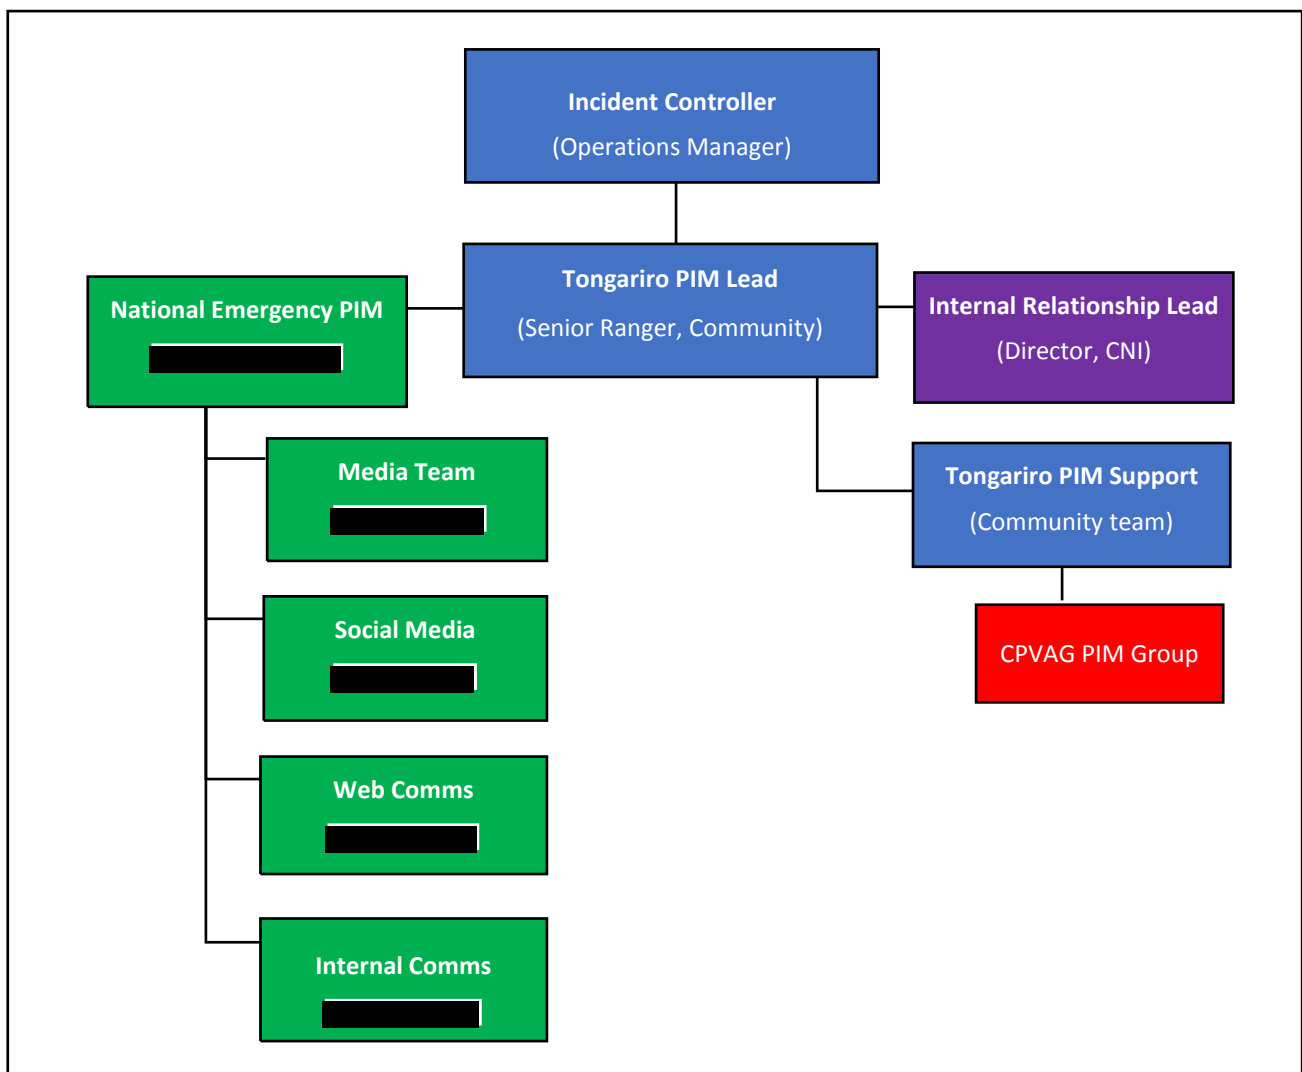 Incident Controller
(Operations Manager)
Tongariro PIM Lead
(Senior Ranger, Community)
National Emergency PIM
Internal Relationship Lead
(Director, CNI)
Media Team
Tongariro PIM Support
(Community team)
Social Media
CPVAG PIM Group
Web Comms
Internal Comms